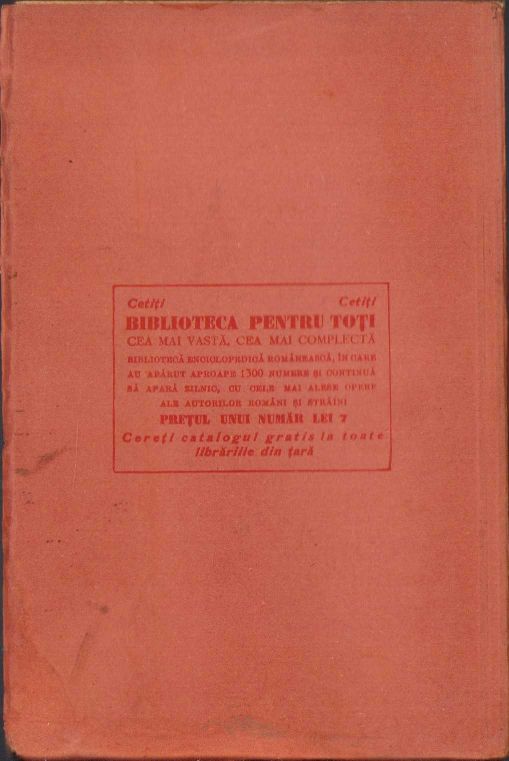 Cetiți Cetiți
BIBLIOTECA PENTRU TOȚI
CEA MAI VASTĂ, CEA MAI COMPLECTĂ
BIBLIOTECĂ ENCICLOPEDICĂ ROMÂNEASCĂ, ÎN CARE
AU APĂRUT APROAPE 1300 NUMERE ȘI CONTINUĂ
SĂ APARĂ ZILNIC, CU CELE MAI ALESE OPERE
ALE AUTORILOR ROMÂNI ȘI STRĂINI
PREȚUL UNUI NUMĂR LEI 7
Cereți catalogul gratis la toate
librăriile din țară